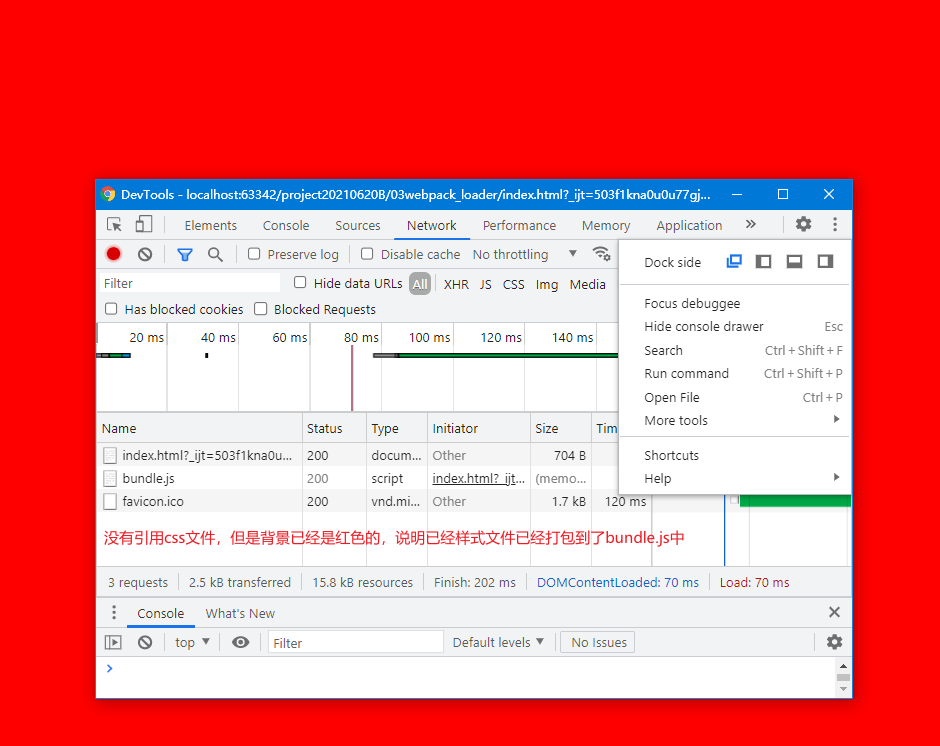 DevTools - localhost:63342/project20210620B/03webpack_loader/index.html?_ijt=503f1kna0u0u77gj...
Elements Console Sources Network Performance Memory Application »
Preserve log Disable cache No throttling
Filter Hide data URLs All XHR JS CSS Img Media
Has blocked cookies Blocked Requests
20 ms 40 ms 60 ms 80 ms 100 ms 120 ms 140 ms
Dock side
Focus debuggee
Hide console drawer Esc
Search Ctrl + Shift + F
Run command Ctrl + Shift + P
Open File Ctrl + P
More tools
Shortcuts
Help
Name Status Type Initiator Size Tim
index.html?_ijt=503f1kna0u... 200 docum... Other 704 B
bundle.js 200 script index.html?_ijt... (memo...
favicon.ico 200 vnd.mi... Other 1.7 kB 120 ms
没有引用css文件，但是背景已经是红色的，说明已经样式文件已经打包到了bundle.js中
3 requests 2.5 kB transferred 15.8 kB resources Finish: 202 ms DOMContentLoaded: 70 ms Load: 70 ms
Console What's New
top Filter Default levels No Issues